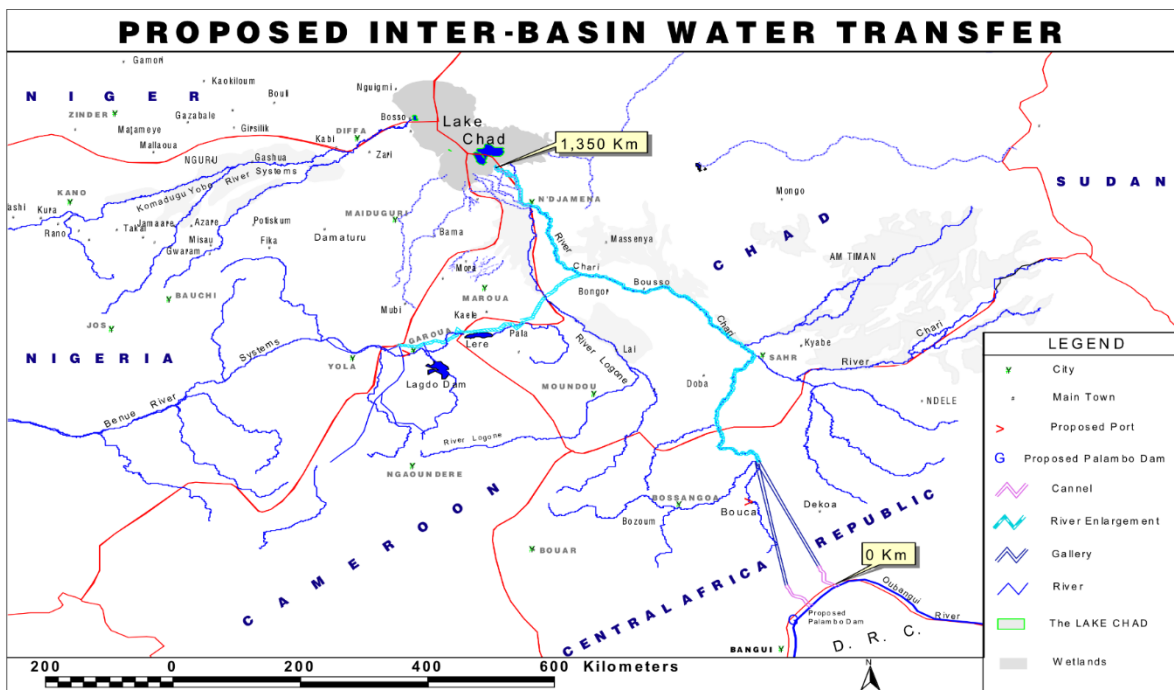 PROPOSED INTER-BASIN WATER TRANSFER
Gamori
Kaokiloum
Nguigmi
NIGER
Bouli
ZINDER
Gazabale
Matameye
Girsilik
Bosso
Lake
Chad
1,350 Km
DIFFA
Kabi
Mallaoua
Zari
NGURU
Gashua
Komadugu Yobe River Systems
SUDAN
Mongo
KANO
Kura
Rano
Takai
Jamaare
Azare
Potiskum
MAIDUGURI
N'DJAMENA
Misau
Damaturu
Bama
Massenya
Gwaram
Fika
River
CHAD
AM TIMAN
Mora
Chari
BAUCHI
MAROUA
Bongor
Bousso
Mubi
Kaele
Chari
Chari
JOS
GAROUA
Pala
Kyabe
Lere
River Logone
Lai
SAHR
River
NIGERIA
Systems
YOLA
Lagdo Dam
MOUNDOU
Doba
Benue River
NDELE
River Logone
NGAOUNDERE
CAMEROON
BOSSANGOA
Bouca
Dekoa
Bozoum
BOUAR
CENTRAL AFRICA REPUBLIC
0 Km
Oubangui
River
Proposed
Palambo Dam
BANGUI
D. R. C.
LEGEND
City
Main Town
Proposed Port
G Proposed Palambo Dam
Cannel
River Enlargement
Gallery
River
The LAKE CHAD
Wetlands
200 0 200 400 600 Kilometers
N